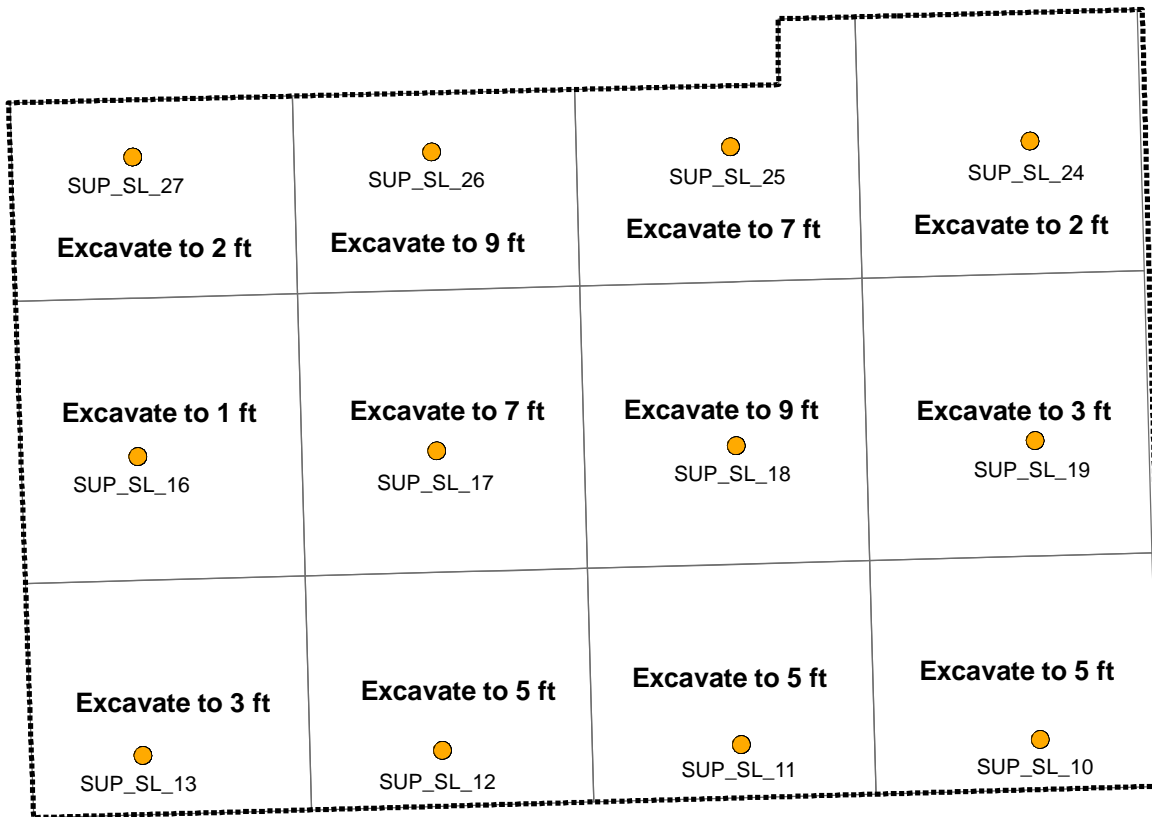 SUP_SL_27
Excavate to 2 ft
SUP_SL_26
Excavate to 9 ft
SUP_SL_25
Excavate to 7 ft
SUP_SL_24
Excavate to 2 ft
Excavate to 1 ft
SUP_SL_16
Excavate to 7 ft
SUP_SL_17
Excavate to 9 ft
SUP_SL_18
Excavate to 3 ft
SUP_SL_19
Excavate to 3 ft
SUP_SL_13
Excavate to 5 ft
SUP_SL_12
Excavate to 5 ft
SUP_SL_11
Excavate to 5 ft
SUP_SL_10